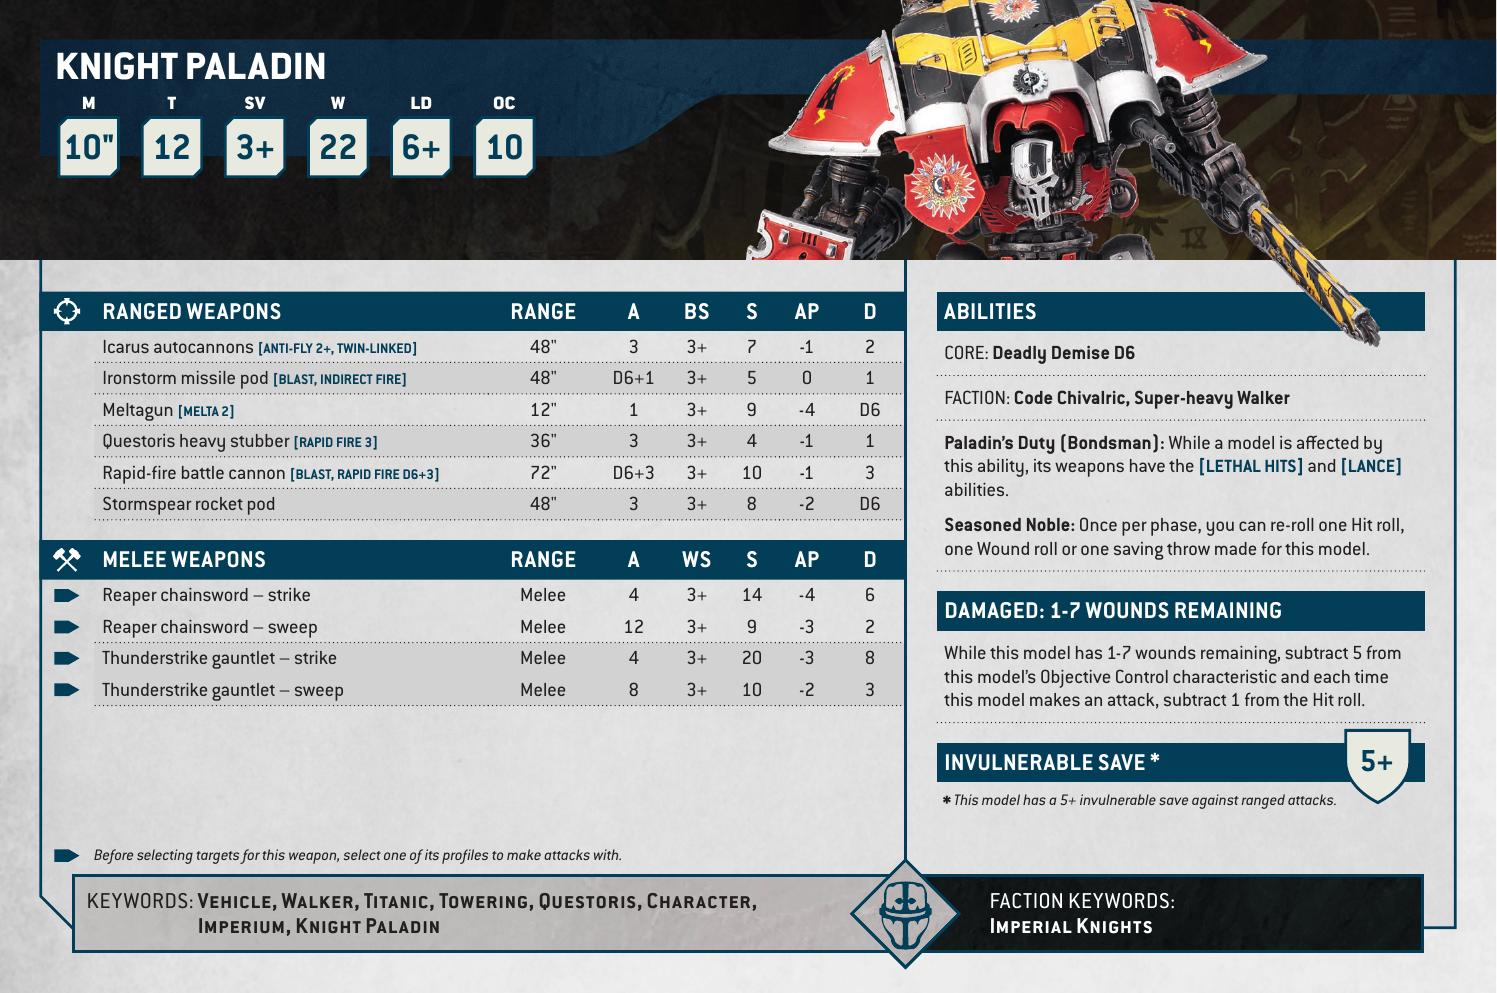 KNIGHT PALADIN
M T SV W LD OC
10" 12 3+ 22 6+ 10
RANGED WEAPONS RANGE A BS S AP D
Icarus autocannons [ANTI-FLY 2+, TWIN-LINKED] 48" 3 3+ 7 -1 2
Ironstorm missile pod [BLAST, INDIRECT FIRE] 48" D6+1 3+ 5 0 1
Meltagun [MELTA 2] 12" 1 3+ 9 -4 D6
Questoris heavy stubber [RAPID FIRE 3] 36" 3 3+ 4 -1 1
Rapid-fire battle cannon [BLAST, RAPID FIRE D6+3] 72" D6+3 3+ 10 -1 3
Stormspear rocket pod 48" 3 3+ 8 -2 D6
MELEE WEAPONS RANGE A WS S AP D
Reaper chainsword – strike Melee 4 3+ 14 -4 6
Reaper chainsword – sweep Melee 12 3+ 9 -3 2
Thunderstrike gauntlet – strike Melee 4 3+ 20 -3 8
Thunderstrike gauntlet – sweep Melee 8 3+ 10 -2 3
Before selecting targets for this weapon, select one of its profiles to make attacks with.
ABILITIES
CORE: Deadly Demise D6
FACTION: Code Chivalric, Super-heavy Walker
Paladin's Duty (Bondsman): While a model is affected by
this ability, its weapons have the [LETHAL HITS] and [LANCE]
abilities.
Seasoned Noble: Once per phase, you can re-roll one Hit roll,
one Wound roll or one saving throw made for this model.
DAMAGED: 1-7 WOUNDS REMAINING
While this model has 1-7 wounds remaining, subtract 5 from
this model's Objective Control characteristic and each time
this model makes an attack, subtract 1 from the Hit roll.
INVULNERABLE SAVE * 5+
* This model has a 5+ invulnerable save against ranged attacks.
KEYWORDS: VEHICLE, WALKER, TITANIC, TOWERING, QUESTORIS, CHARACTER,
IMPERIUM, KNIGHT PALADIN
FACTION KEYWORDS:
IMPERIAL KNIGHTS